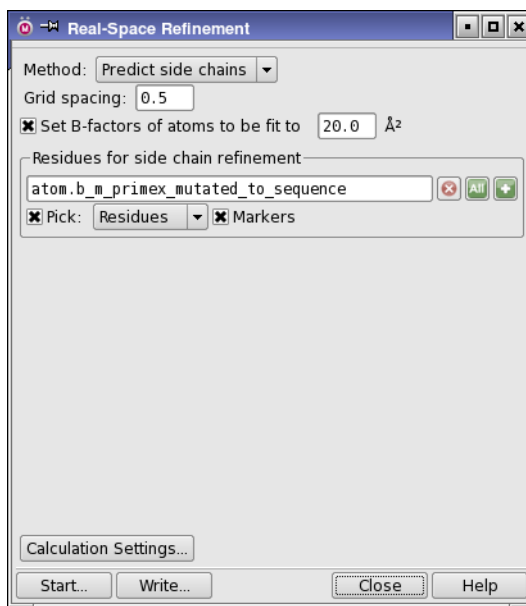 Real-Space Refinement
Method: Predict side chains
Grid spacing: 0.5
Set B-factors of atoms to be fit to 20.0 Å²
Residues for side chain refinement
atom.b_m_primex_mutated_to_sequence All
Pick: Residues Markers
Calculation Settings...
Start... Write... Close Help